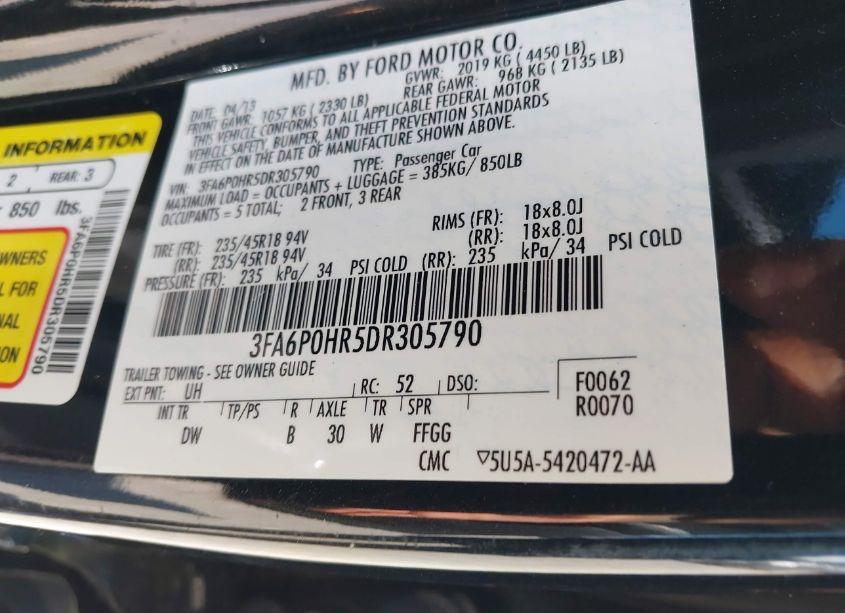 INFORMATION
2 REAR: 3
850 lbs.
OWNERS
L FOR
NAL
ION
3FA6P0HR5DR305790
MFD. BY FORD MOTOR CO.
DATE: 04/13 GVWR: 2019 KG ( 4450 LB)
FRONT GAWR: 1057 KG ( 2330 LB) REAR GAWR: 968 KG ( 2135 LB)
THIS VEHICLE CONFORMS TO ALL APPLICABLE FEDERAL MOTOR
VEHICLE SAFETY, BUMPER, AND THEFT PREVENTION STANDARDS
IN EFFECT ON THE DATE OF MANUFACTURE SHOWN ABOVE.
VIN: 3FA6P0HR5DR305790 TYPE: Passenger Car
MAXIMUM LOAD = OCCUPANTS + LUGGAGE = 385KG/ 850LB
OCCUPANTS = 5 TOTAL; 2 FRONT, 3 REAR
TIRE (FR): 235/45R18 94V RIMS (FR): 18x8.0J
(RR): 235/45R18 94V (RR): 18x8.0J
PRESSURE (FR): 235 kPa/ 34 PSI COLD (RR): 235 kPa/ 34 PSI COLD
3FA6P0HR5DR305790
TRAILER TOWING - SEE OWNER GUIDE
EXT PNT: UH RC: 52 DSO: F0062
INT TR TP/PS R AXLE TR SPR R0070
DW B 30 W FFGG
CMC ▽5U5A-5420472-AA